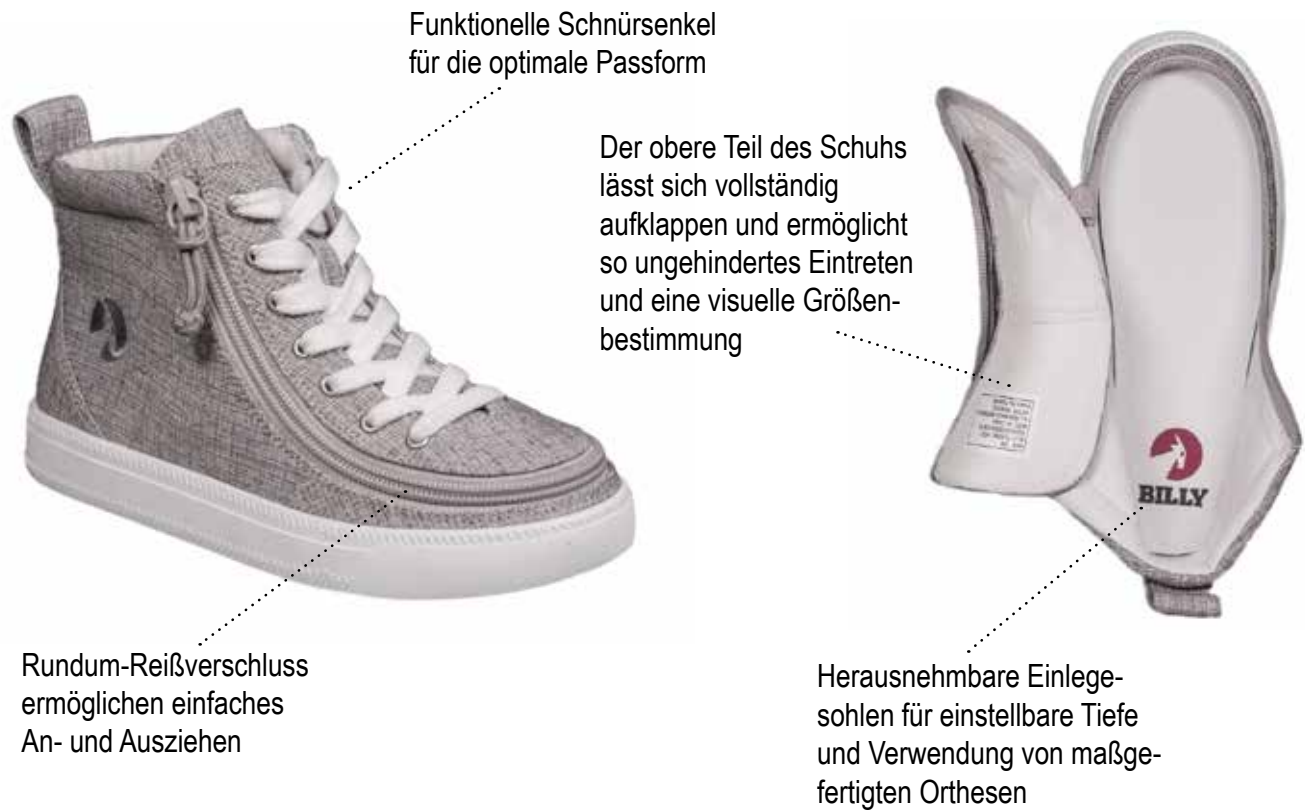 Funktionelle Schnürsenkel
für die optimale Passform
Der obere Teil des Schuhs
lässt sich vollständig
aufklappen und ermöglicht
so ungehindertes Eintreten
und eine visuelle Größen-
bestimmung
BILLY
Rundum-Reißverschluss
ermöglichen einfaches
An- und Ausziehen
Herausnehmbare Einlege-
sohlen für einstellbare Tiefe
und Verwendung von maßge-
fertigten Orthesen